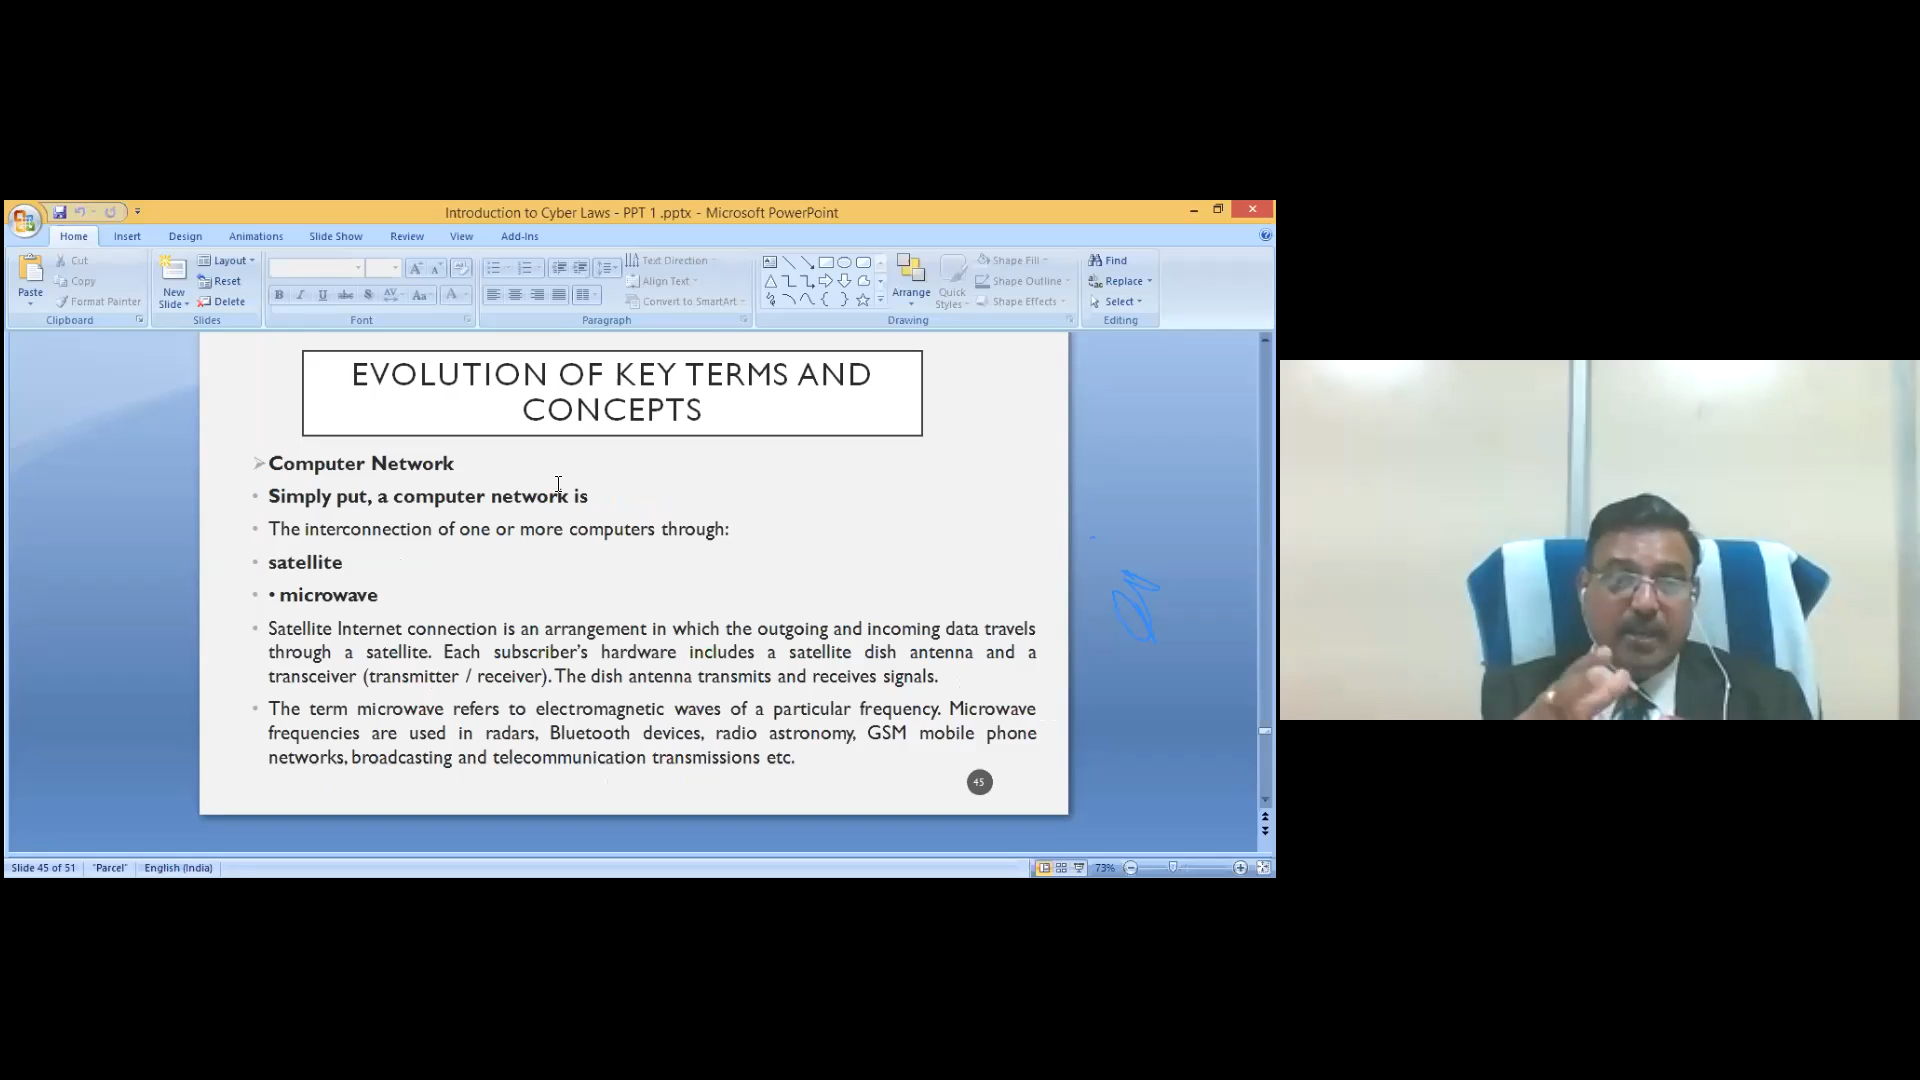 Introduction to Cyber Laws - PPT 1 .pptx - Microsoft PowerPoint
Home Insert Design Animations Slide Show Review View Add-Ins
Paste
Cut
Copy
Format Painter
Clipboard
New Slide
Layout
Reset
Delete
Slides
Font
Text Direction
Align Text
Convert to SmartArt
Paragraph
Arrange
Quick Styles
Shape Fill
Shape Outline
Shape Effects
Drawing
Find
Replace
Select
Editing
EVOLUTION OF KEY TERMS AND
CONCEPTS
Computer Network
• Simply put, a computer network is
• The interconnection of one or more computers through:
• satellite
• • microwave
• Satellite Internet connection is an arrangement in which the outgoing and incoming data travels
through a satellite. Each subscriber's hardware includes a satellite dish antenna and a
transceiver (transmitter / receiver). The dish antenna transmits and receives signals.
• The term microwave refers to electromagnetic waves of a particular frequency. Microwave
frequencies are used in radars, Bluetooth devices, radio astronomy, GSM mobile phone
networks, broadcasting and telecommunication transmissions etc.
45
Slide 45 of 51 "Parcel" English (India) 73%